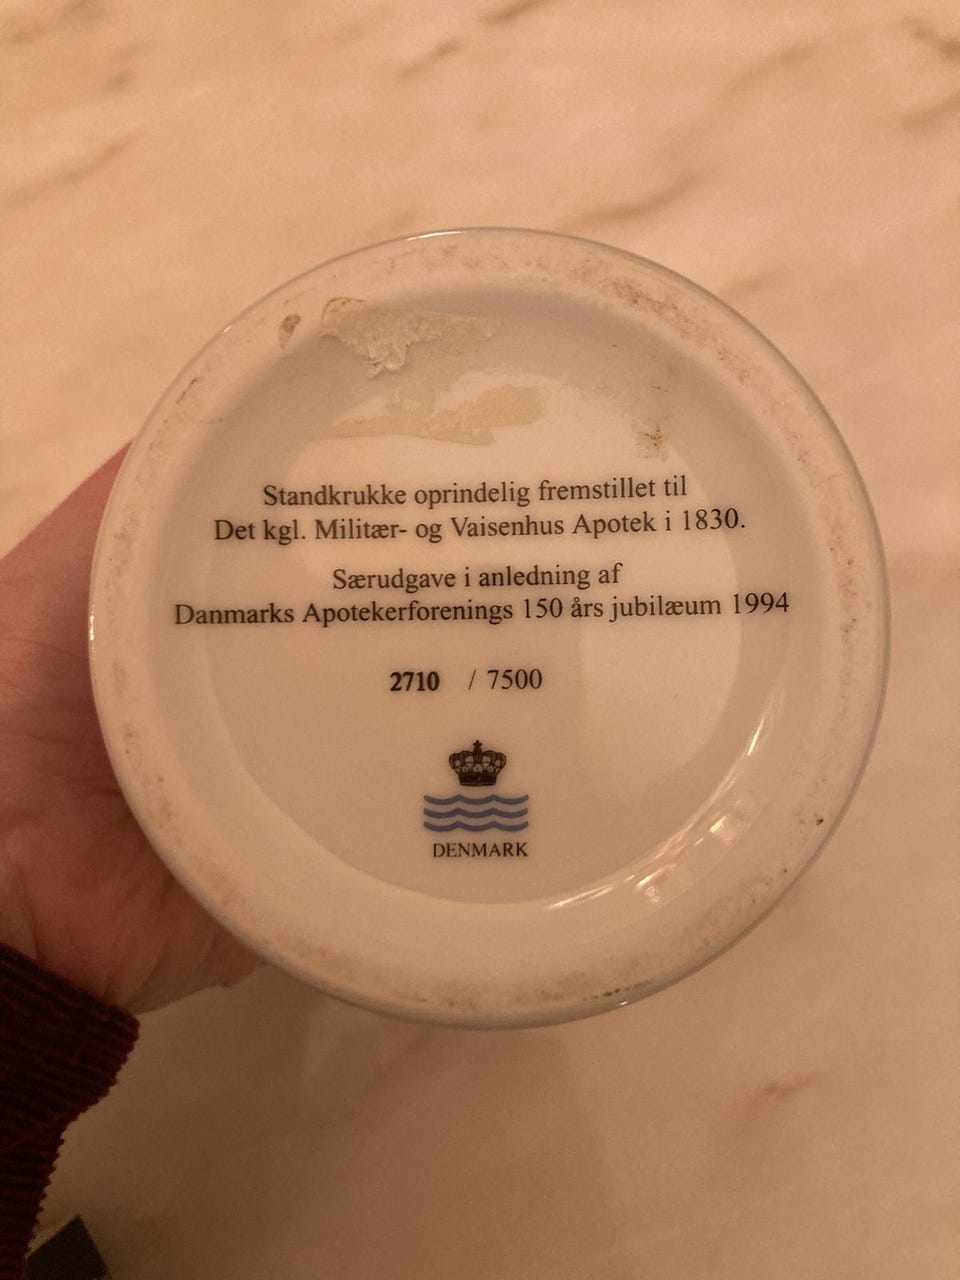 Standkrukke oprindelig fremstillet til
Det kgl. Militær- og Vaisenhus Apotek i 1830.
Særudgave i anledning af
Danmarks Apotekerforenings 150 års jubilæum 1994
2710 / 7500
DENMARK